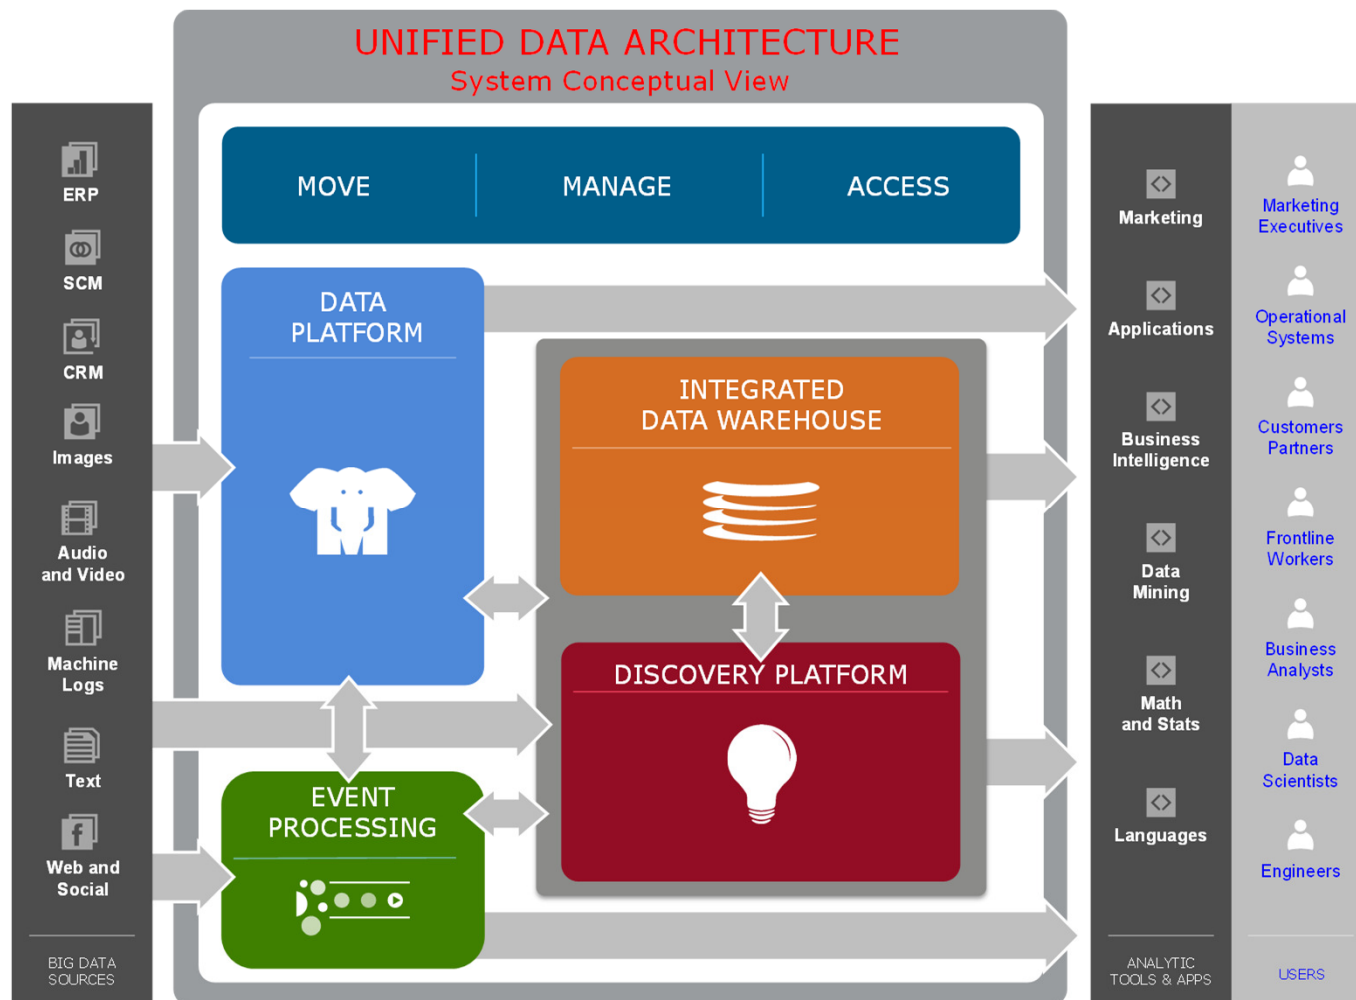 UNIFIED DATA ARCHITECTURE
System Conceptual View
ERP
SCM
CRM
Images
Audio
and Video
Machine
Logs
Text
Web and
Social
BIG DATA
SOURCES
MOVE
MANAGE
ACCESS
DATA
PLATFORM
INTEGRATED
DATA WAREHOUSE
DISCOVERY PLATFORM
EVENT
PROCESSING
Marketing
Applications
Business
Intelligence
Data
Mining
Math
and Stats
Languages
ANALYTIC
TOOLS & APPS
Marketing
Executives
Operational
Systems
Customers
Partners
Frontline
Workers
Business
Analysts
Data
Scientists
Engineers
USERS